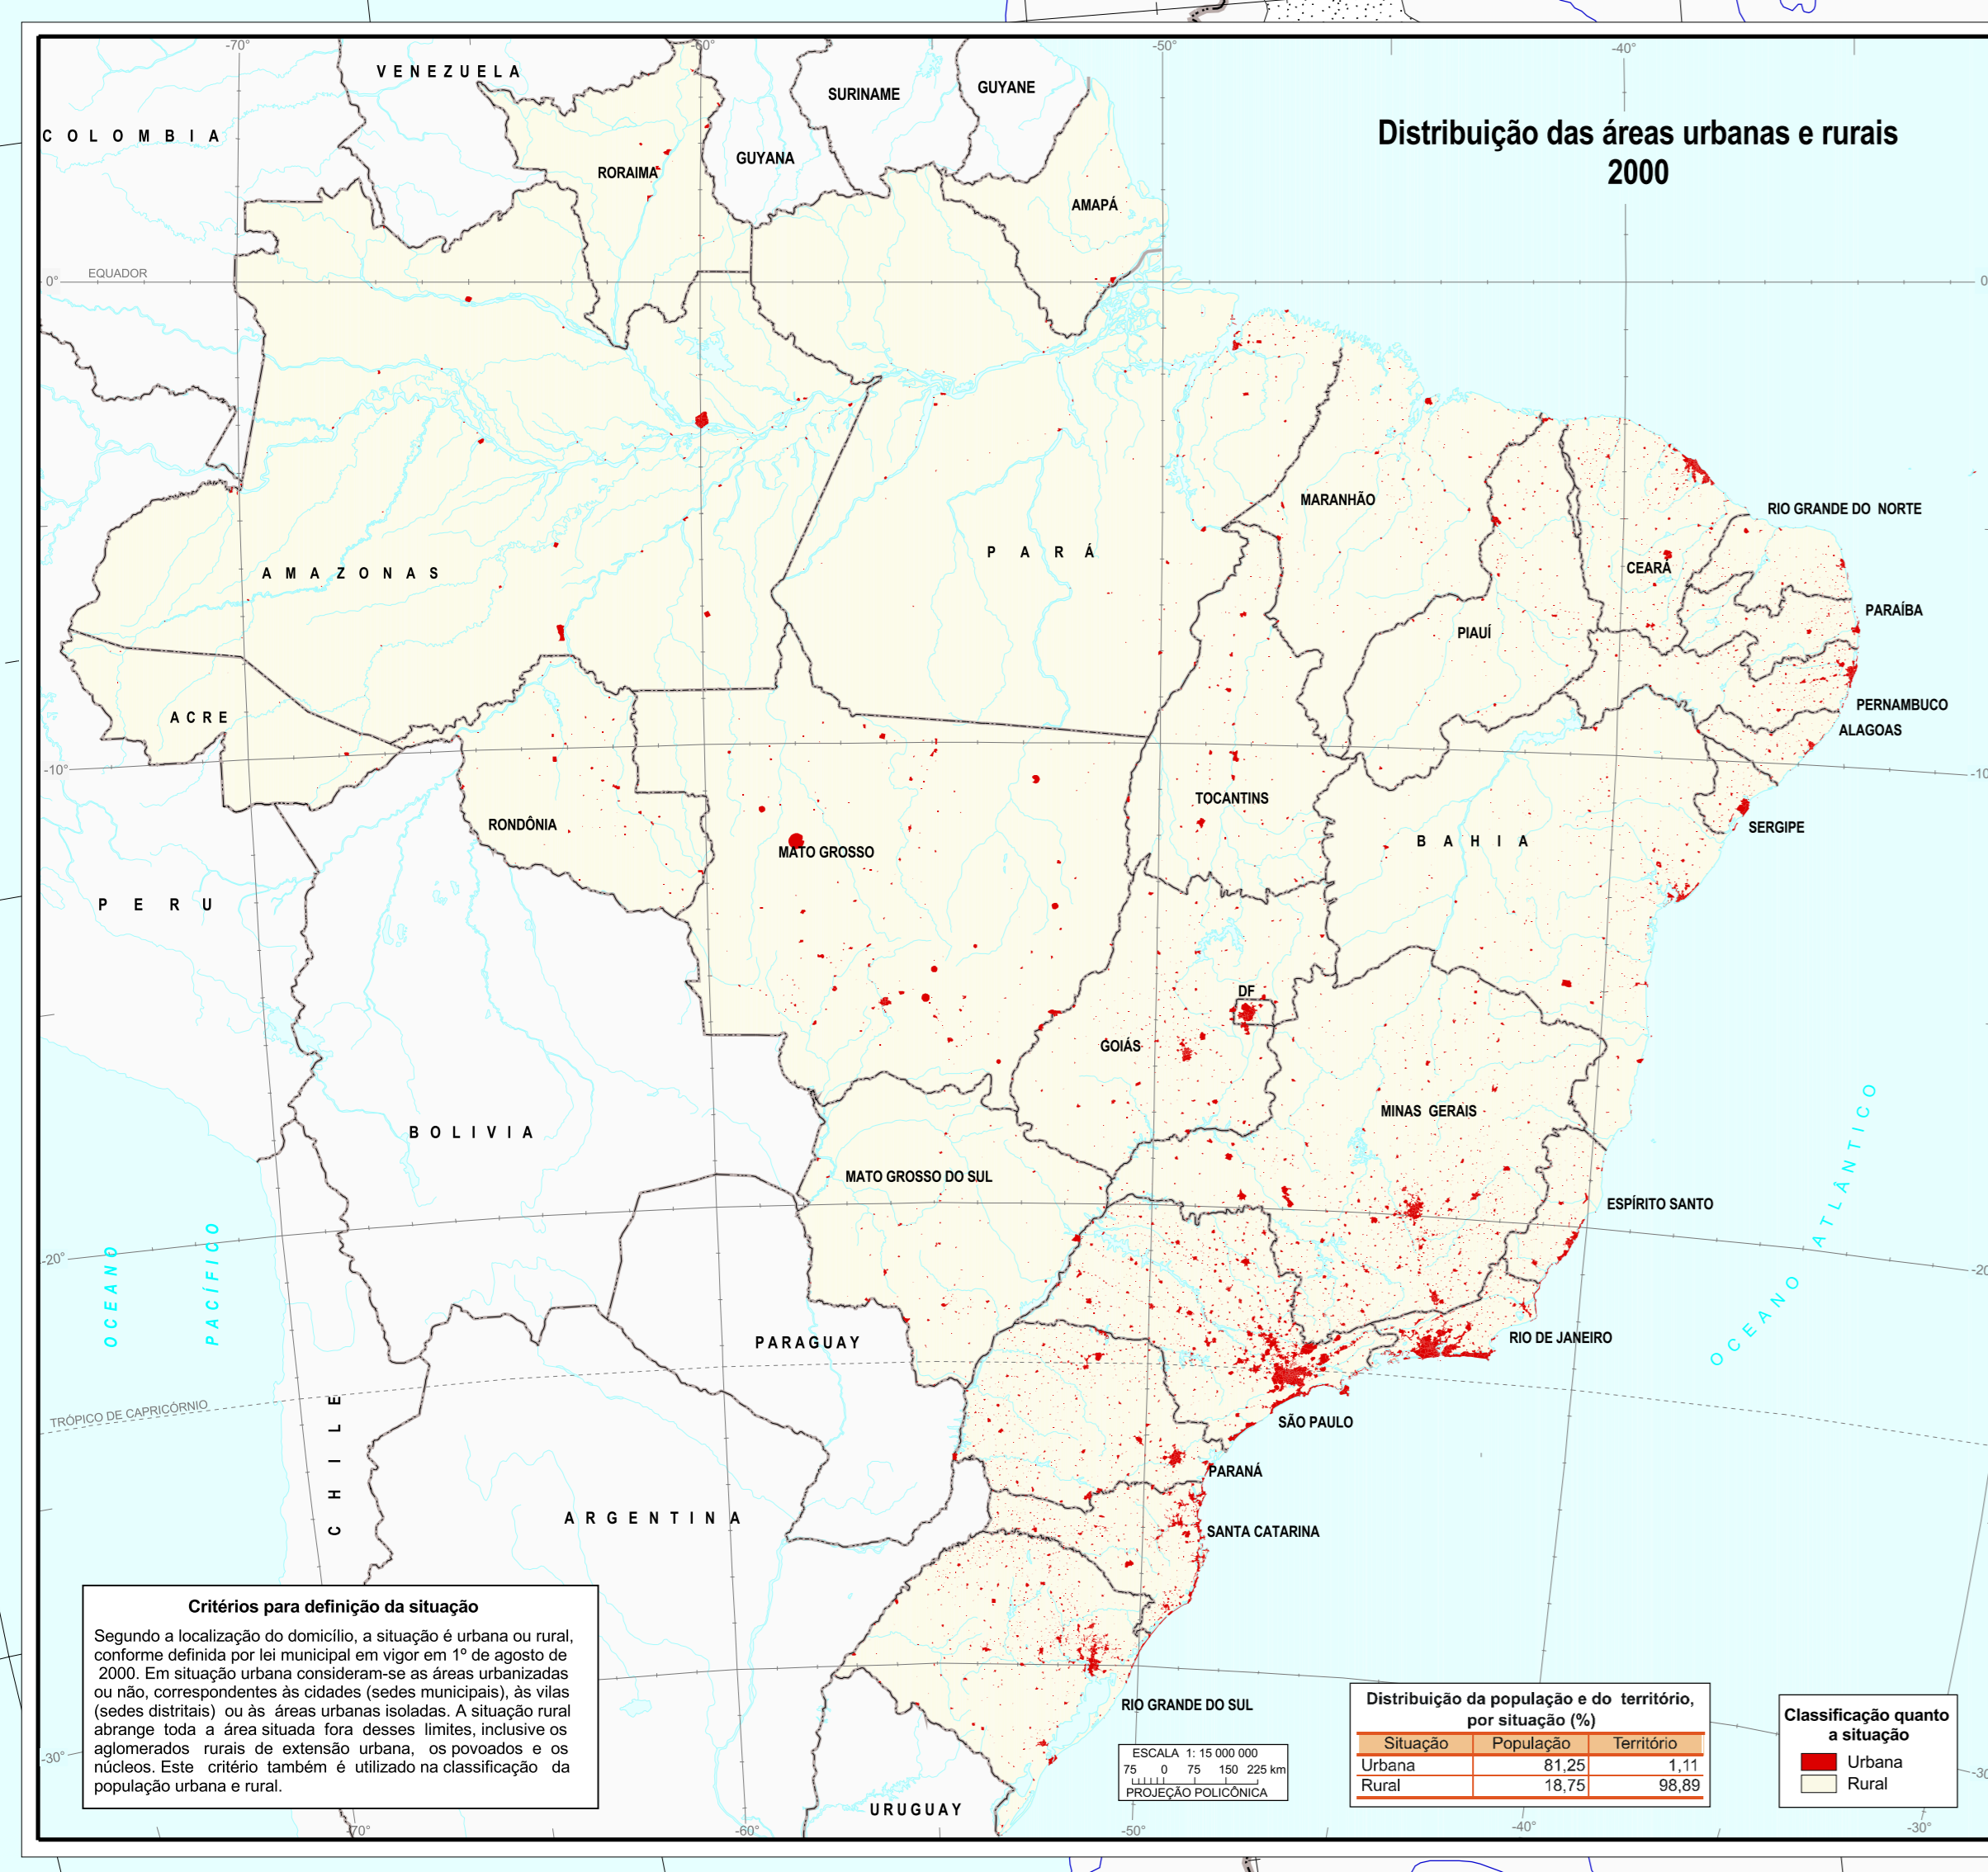 -70°
-60°
-50°
-40°
VENEZUELA
COLOMBIA
SURINAME
GUYANE
GUYANA
Distribuição das áreas urbanas e rurais
2000
RORAIMA
AMAPÁ
EQUADOR
0°
0
MARANHÃO
RIO GRANDE DO NORTE
PARÁ
CEARÁ
AMAZONAS
PARAÍBA
PIAUÍ
PERNAMBUCO
ACRE
ALAGOAS
-10°
-10
TOCANTINS
RONDÔNIA
SERGIPE
BAHIA
MATO GROSSO
PERU
DF
GOIÁS
MINAS GERAIS
BOLIVIA
MATO GROSSO DO SUL
ESPÍRITO SANTO
OCEANO PACÍFICO
OCEANO ATLÂNTICO
-20°
-20
RIO DE JANEIRO
PARAGUAY
TRÓPICO DE CAPRICÓRNIO
CHILE
SÃO PAULO
PARANÁ
ARGENTINA
SANTA CATARINA
RIO GRANDE DO SUL
URUGUAY
-30°
-30
Critérios para definição da situação
Segundo a localização do domicílio, a situação é urbana ou rural,
conforme definida por lei municipal em vigor em 1º de agosto de
2000. Em situação urbana consideram-se as áreas urbanizadas
ou não, correspondentes às cidades (sedes municipais), às vilas
(sedes distritais) ou às áreas urbanas isoladas. A situação rural
abrange toda a área situada fora desses limites, inclusive os
aglomerados rurais de extensão urbana, os povoados e os
núcleos. Este critério também é utilizado na classificação da
população urbana e rural.
ESCALA 1: 15 000 000
75 0 75 150 225 km
PROJEÇÃO POLICÔNICA
Distribuição da população e do território,
por situação (%)
Situação População Território
Urbana 81,25 1,11
Rural 18,75 98,89
Classificação quanto
a situação
Urbana
Rural
-70°
-60°
-50°
-40°
-30°